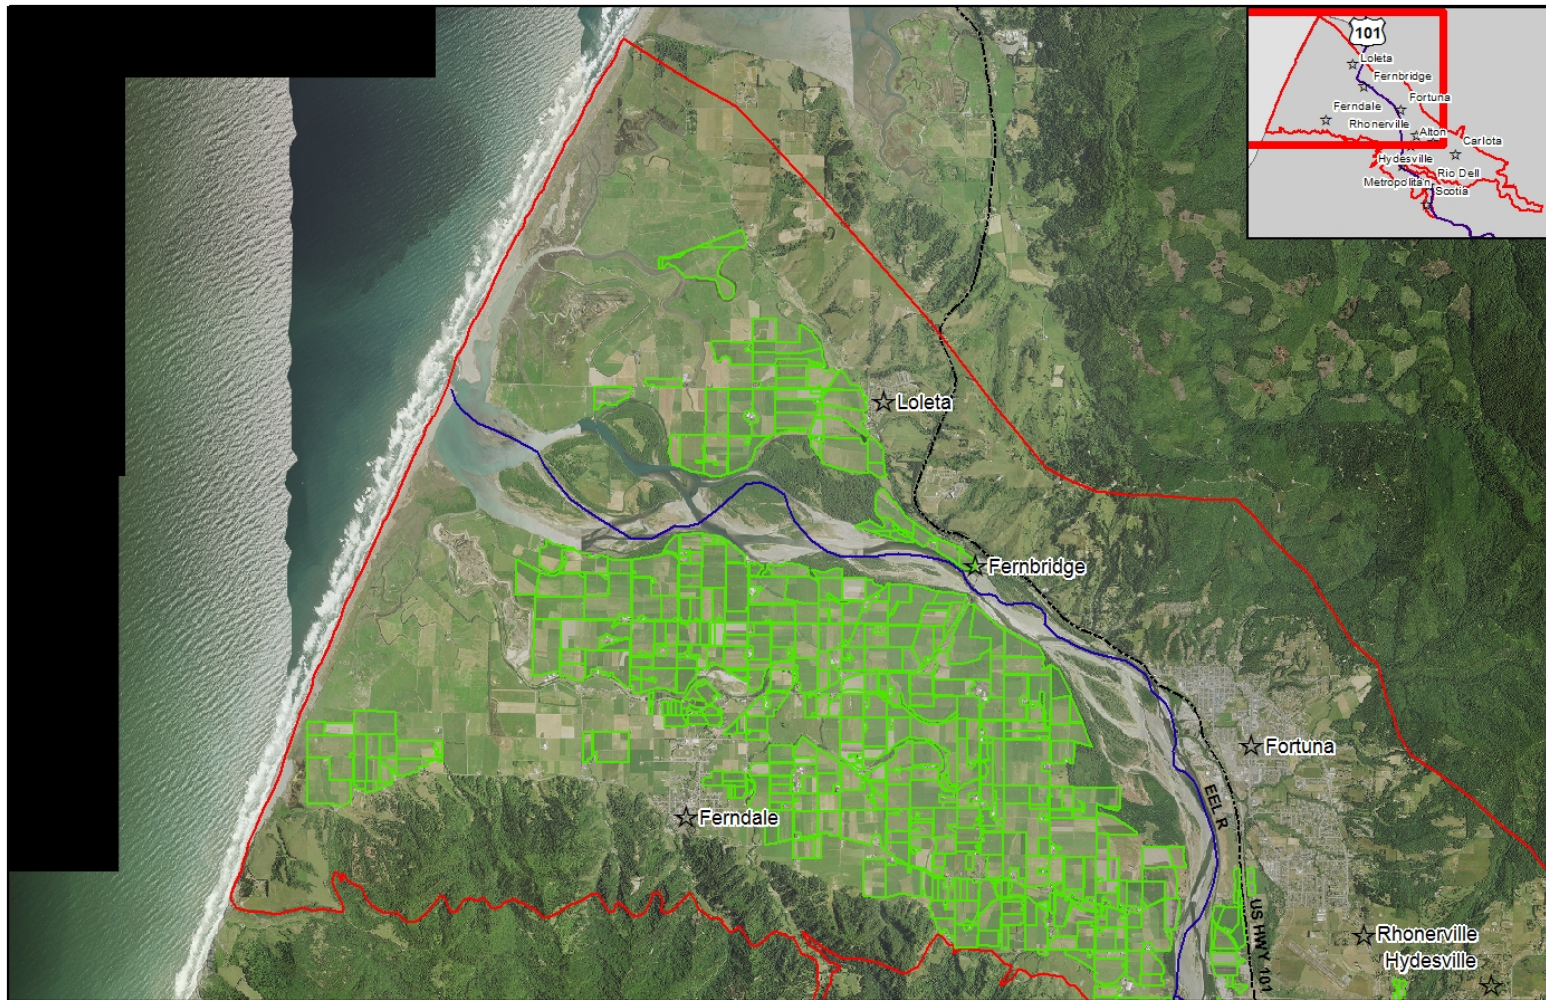 101
Loleta
Fernbridge
Ferndale
Fortuna
Rhonerville
Alton
Carlota
Hydesville
Rio Dell
Metropolitan
Scotia
Loleta
Fernbridge
Fortuna
EEL R
Ferndale
US HWY 101
Rhonerville
Hydesville